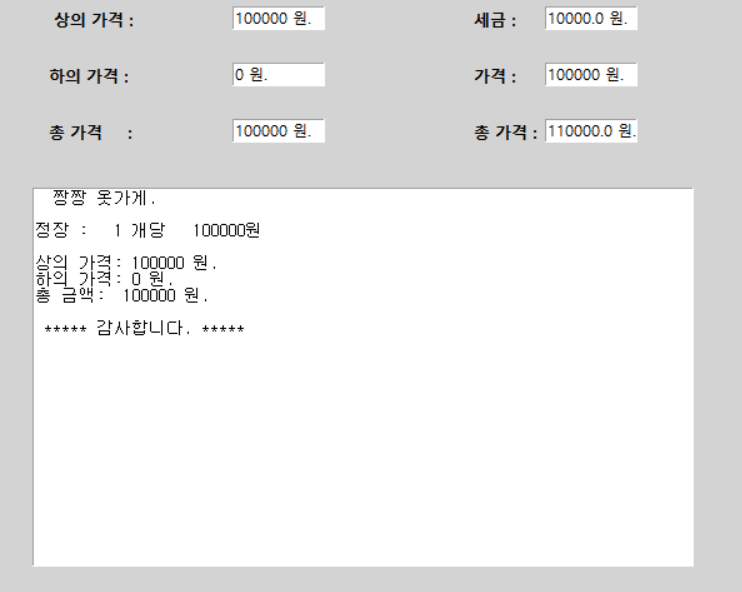 상의 가격 : 100000 원. 세금 : 10000.0 원.
하의 가격 : 0 원. 가격 : 100000 원.
총 가격 : 100000 원. 총 가격 : 110000.0 원.
짱짱 옷가게.
정장 : 1 개당 100000원
상의 가격: 100000 원.
하의 가격: 0 원.
총 금액: 100000 원.
***** 감사합니다. *****